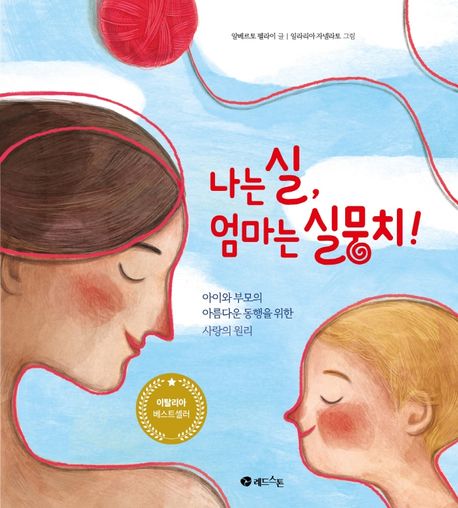 알베르토 펠라이 글 | 일라리아 자넬라토 그림
나는 실,
엄마는 실뭉치!
아이와 부모의
아름다운 동행을 위한
사랑의 원리
이탈리아
베스트셀러
레드스톤